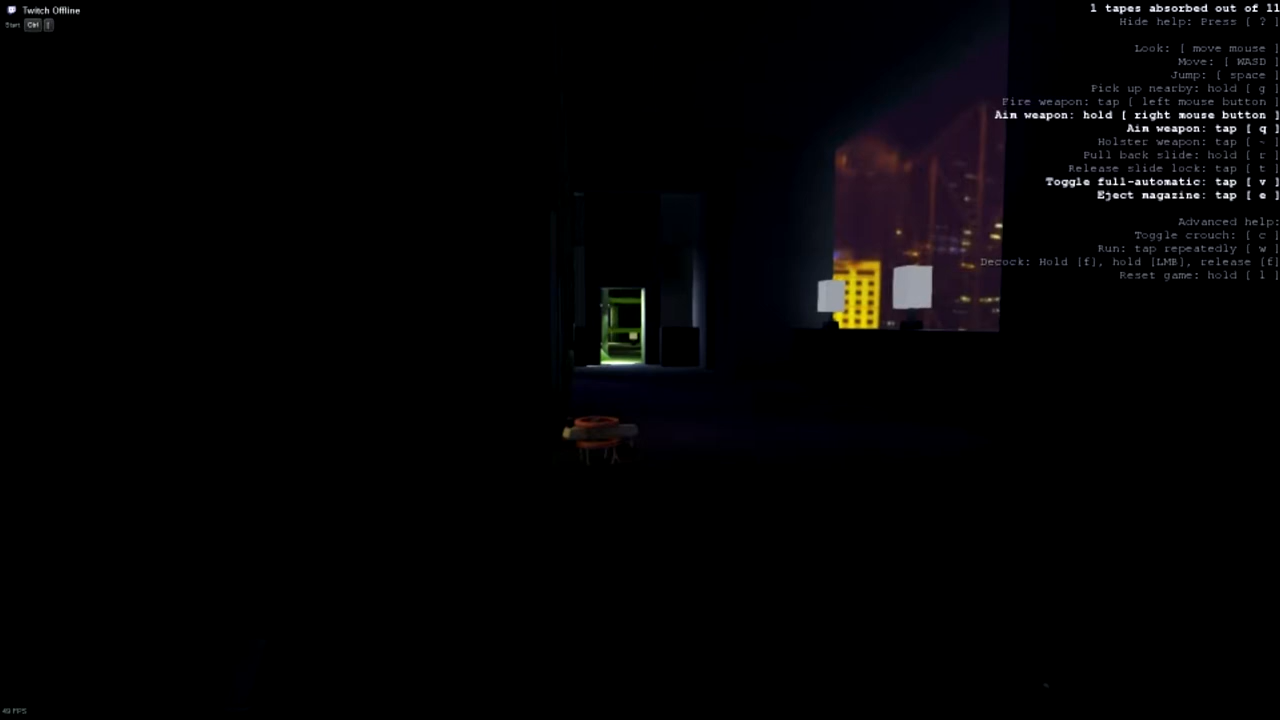 Twitch Offline
Start Ctrl [
1 tapes absorbed out of 11
Hide help: Press [ ? ]
Look: [ move mouse ]
Move: [ WASD ]
Jump: [ space ]
Pick up nearby: hold [ g ]
Fire weapon: tap [ left mouse button ]
Aim weapon: hold [ right mouse button ]
Aim weapon: tap [ q ]
Holster weapon: tap [ ~ ]
Pull back slide: hold [ r ]
Release slide lock: tap [ t ]
Toggle full-automatic: tap [ v ]
Eject magazine: tap [ e ]
Advanced help:
Toggle crouch: [ c ]
Run: tap repeatedly [ w ]
Decock: Hold [f], hold [LMB], release [f]
Reset game: hold [ l ]
49 FPS